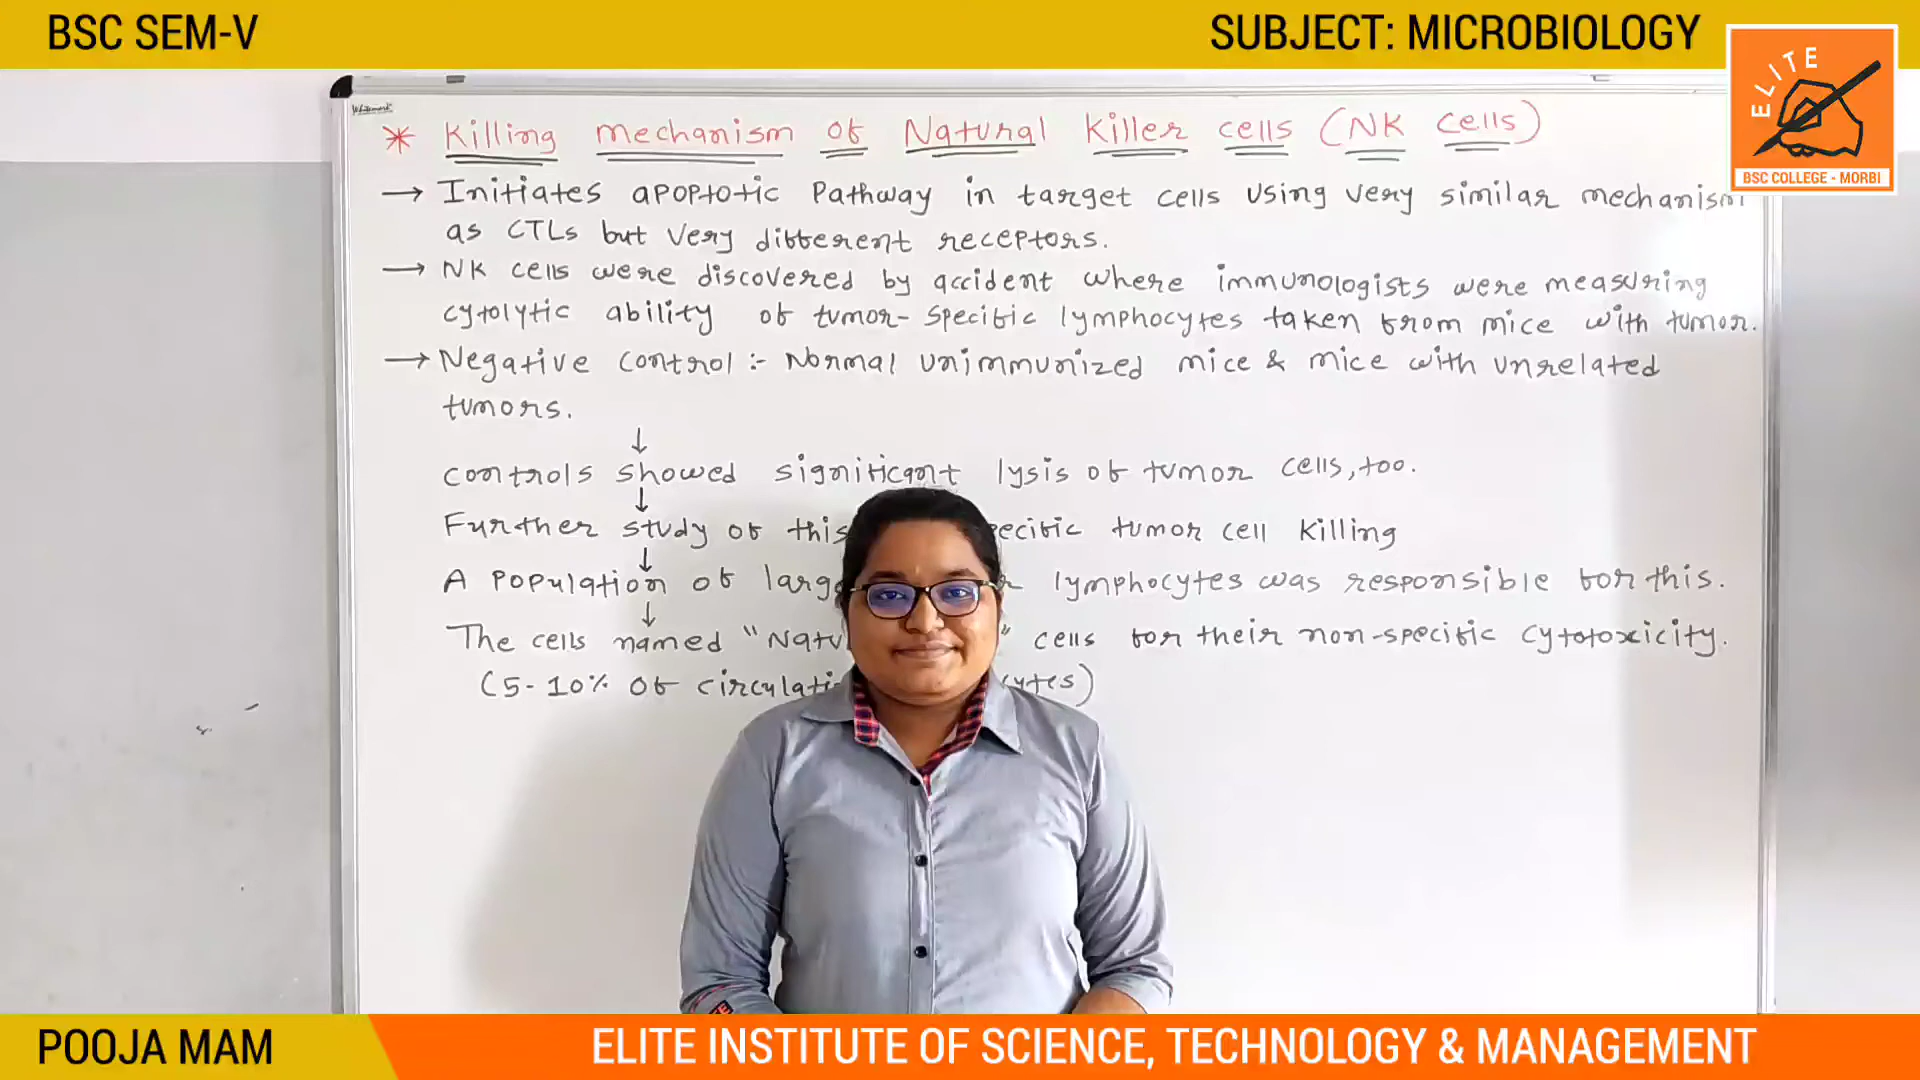 BSC SEM-V
SUBJECT: MICROBIOLOGY
ELITE
BSC COLLEGE - MORBI
Whitemark
* Killing mechanism of Natural Killer cells (NK cells)
→ Initiates apoptotic Pathway in target cells using very similar mechanism
as CTLs but very different receptors.
→ NK cells were discovered by accident where immunologists were measuring
cytolytic ability of tumor-specific lymphocytes taken from mice with tumor.
→ Negative control :- Normal unimmunized mice & mice with unrelated
tumors.
↓
controls showed significant lysis of tumor cells, too.
↓
Further study of this tumor cell killing
↓
A population of lymphocytes was responsible for this.
↓
The cells named " " cells for their non-specific cytotoxicity.
(5-10% of )
POOJA MAM
ELITE INSTITUTE OF SCIENCE, TECHNOLOGY & MANAGEMENT